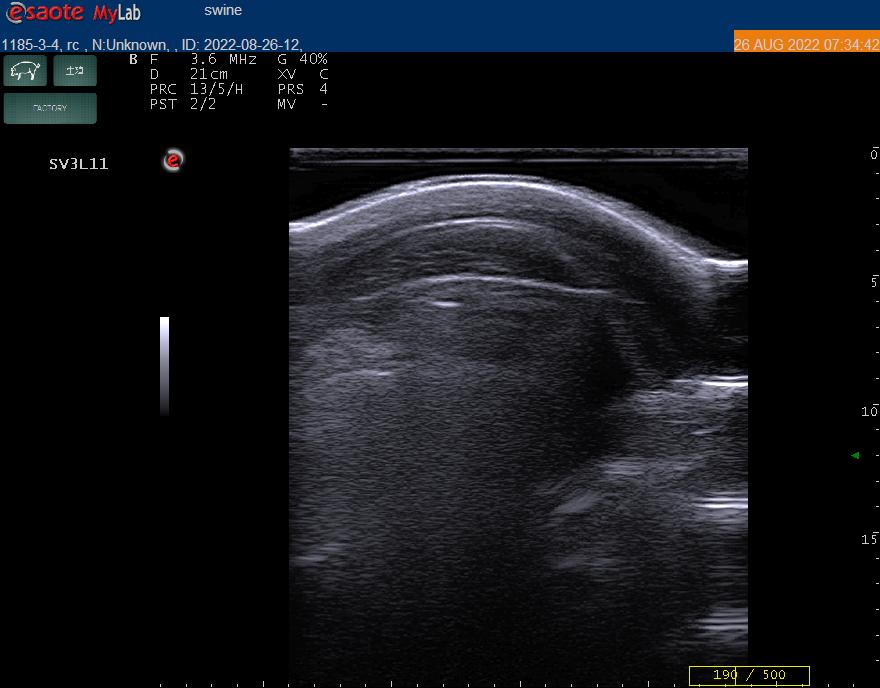 esaote MyLab
swine
1185-3-4, rc , N:Unknown, , ID: 2022-08-26-12,
26 AUG 2022 07:34:42
B F 3.6 MHz G 40%
D 21cm XV C
PRC 13/5/H PRS 4
PST 2/2 MV -
FACTORY
SV3L11
e
0
5
10
15
190 / 500